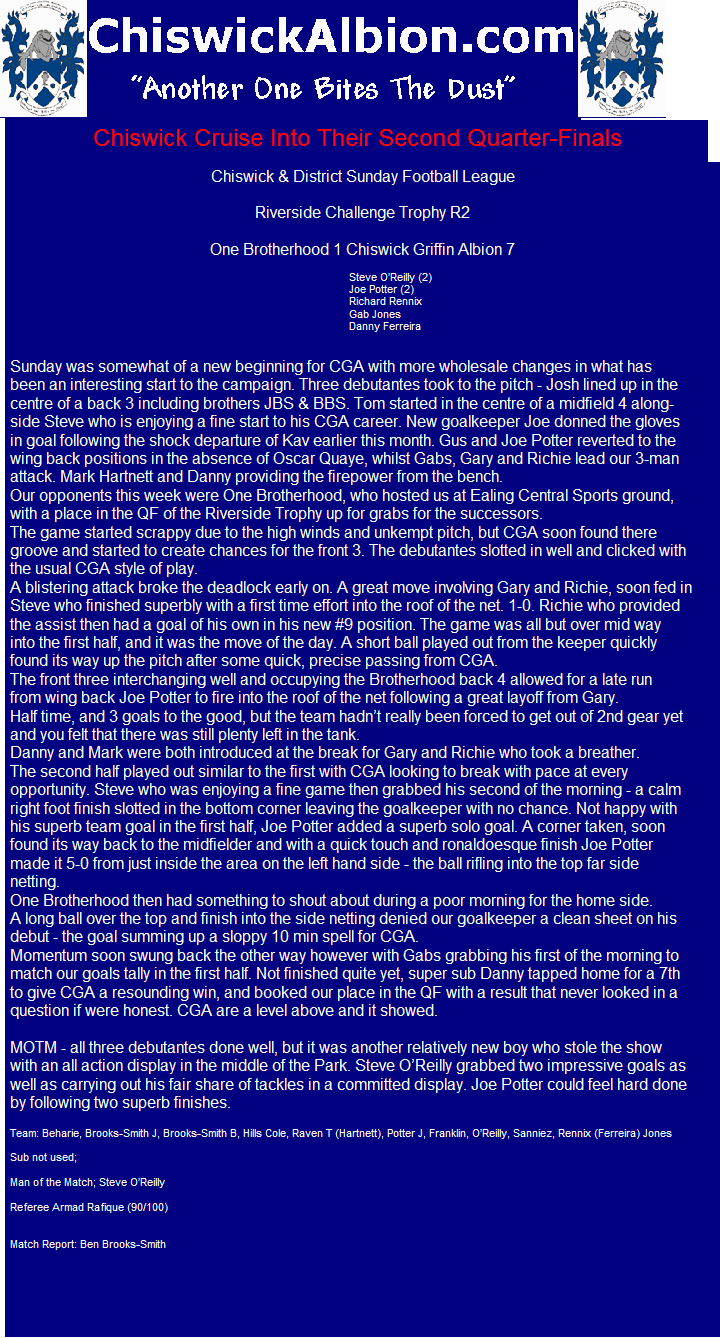 ChiswickAlbion.com
"Another One Bites The Dust"
Chiswick Cruise Into Their Second Quarter-Finals
Chiswick & District Sunday Football League
Riverside Challenge Trophy R2
One Brotherhood 1 Chiswick Griffin Albion 7
Steve O'Reilly (2)
Joe Potter (2)
Richard Rennix
Gab Jones
Danny Ferreira
Sunday was somewhat of a new beginning for CGA with more wholesale changes in what has
been an interesting start to the campaign. Three debutantes took to the pitch - Josh lined up in the
centre of a back 3 including brothers JBS & BBS. Tom started in the centre of a midfield 4 along-
side Steve who is enjoying a fine start to his CGA career. New goalkeeper Joe donned the gloves
in goal following the shock departure of Kav earlier this month. Gus and Joe Potter reverted to the
wing back positions in the absence of Oscar Quaye, whilst Gabs, Gary and Richie lead our 3-man
attack. Mark Hartnett and Danny providing the firepower from the bench.
Our opponents this week were One Brotherhood, who hosted us at Ealing Central Sports ground,
with a place in the QF of the Riverside Trophy up for grabs for the successors.
The game started scrappy due to the high winds and unkempt pitch, but CGA soon found there
groove and started to create chances for the front 3. The debutantes slotted in well and clicked with
the usual CGA style of play.
A blistering attack broke the deadlock early on. A great move involving Gary and Richie, soon fed in
Steve who finished superbly with a first time effort into the roof of the net. 1-0. Richie who provided
the assist then had a goal of his own in his new #9 position. The game was all but over mid way
into the first half, and it was the move of the day. A short ball played out from the keeper quickly
found its way up the pitch after some quick, precise passing from CGA.
The front three interchanging well and occupying the Brotherhood back 4 allowed for a late run
from wing back Joe Potter to fire into the roof of the net following a great layoff from Gary.
Half time, and 3 goals to the good, but the team hadn't really been forced to get out of 2nd gear yet
and you felt that there was still plenty left in the tank.
Danny and Mark were both introduced at the break for Gary and Richie who took a breather.
The second half played out similar to the first with CGA looking to break with pace at every
opportunity. Steve who was enjoying a fine game then grabbed his second of the morning - a calm
right foot finish slotted in the bottom corner leaving the goalkeeper with no chance. Not happy with
his superb team goal in the first half, Joe Potter added a superb solo goal. A corner taken, soon
found its way back to the midfielder and with a quick touch and ronaldoesque finish Joe Potter
made it 5-0 from just inside the area on the left hand side - the ball rifling into the top far side
netting.
One Brotherhood then had something to shout about during a poor morning for the home side.
A long ball over the top and finish into the side netting denied our goalkeeper a clean sheet on his
debut - the goal summing up a sloppy 10 min spell for CGA.
Momentum soon swung back the other way however with Gabs grabbing his first of the morning to
match our goals tally in the first half. Not finished quite yet, super sub Danny tapped home for a 7th
to give CGA a resounding win, and booked our place in the QF with a result that never looked in a
question if were honest. CGA are a level above and it showed.
MOTM - all three debutantes done well, but it was another relatively new boy who stole the show
with an all action display in the middle of the Park. Steve O'Reilly grabbed two impressive goals as
well as carrying out his fair share of tackles in a committed display. Joe Potter could feel hard done
by following two superb finishes.
Team: Beharie, Brooks-Smith J, Brooks-Smith B, Hills Cole, Raven T (Hartnett), Potter J, Franklin, O'Reilly, Sanniez, Rennix (Ferreira) Jones
Sub not used;
Man of the Match; Steve O'Reilly
Referee Armad Rafique (90/100)
Match Report: Ben Brooks-Smith